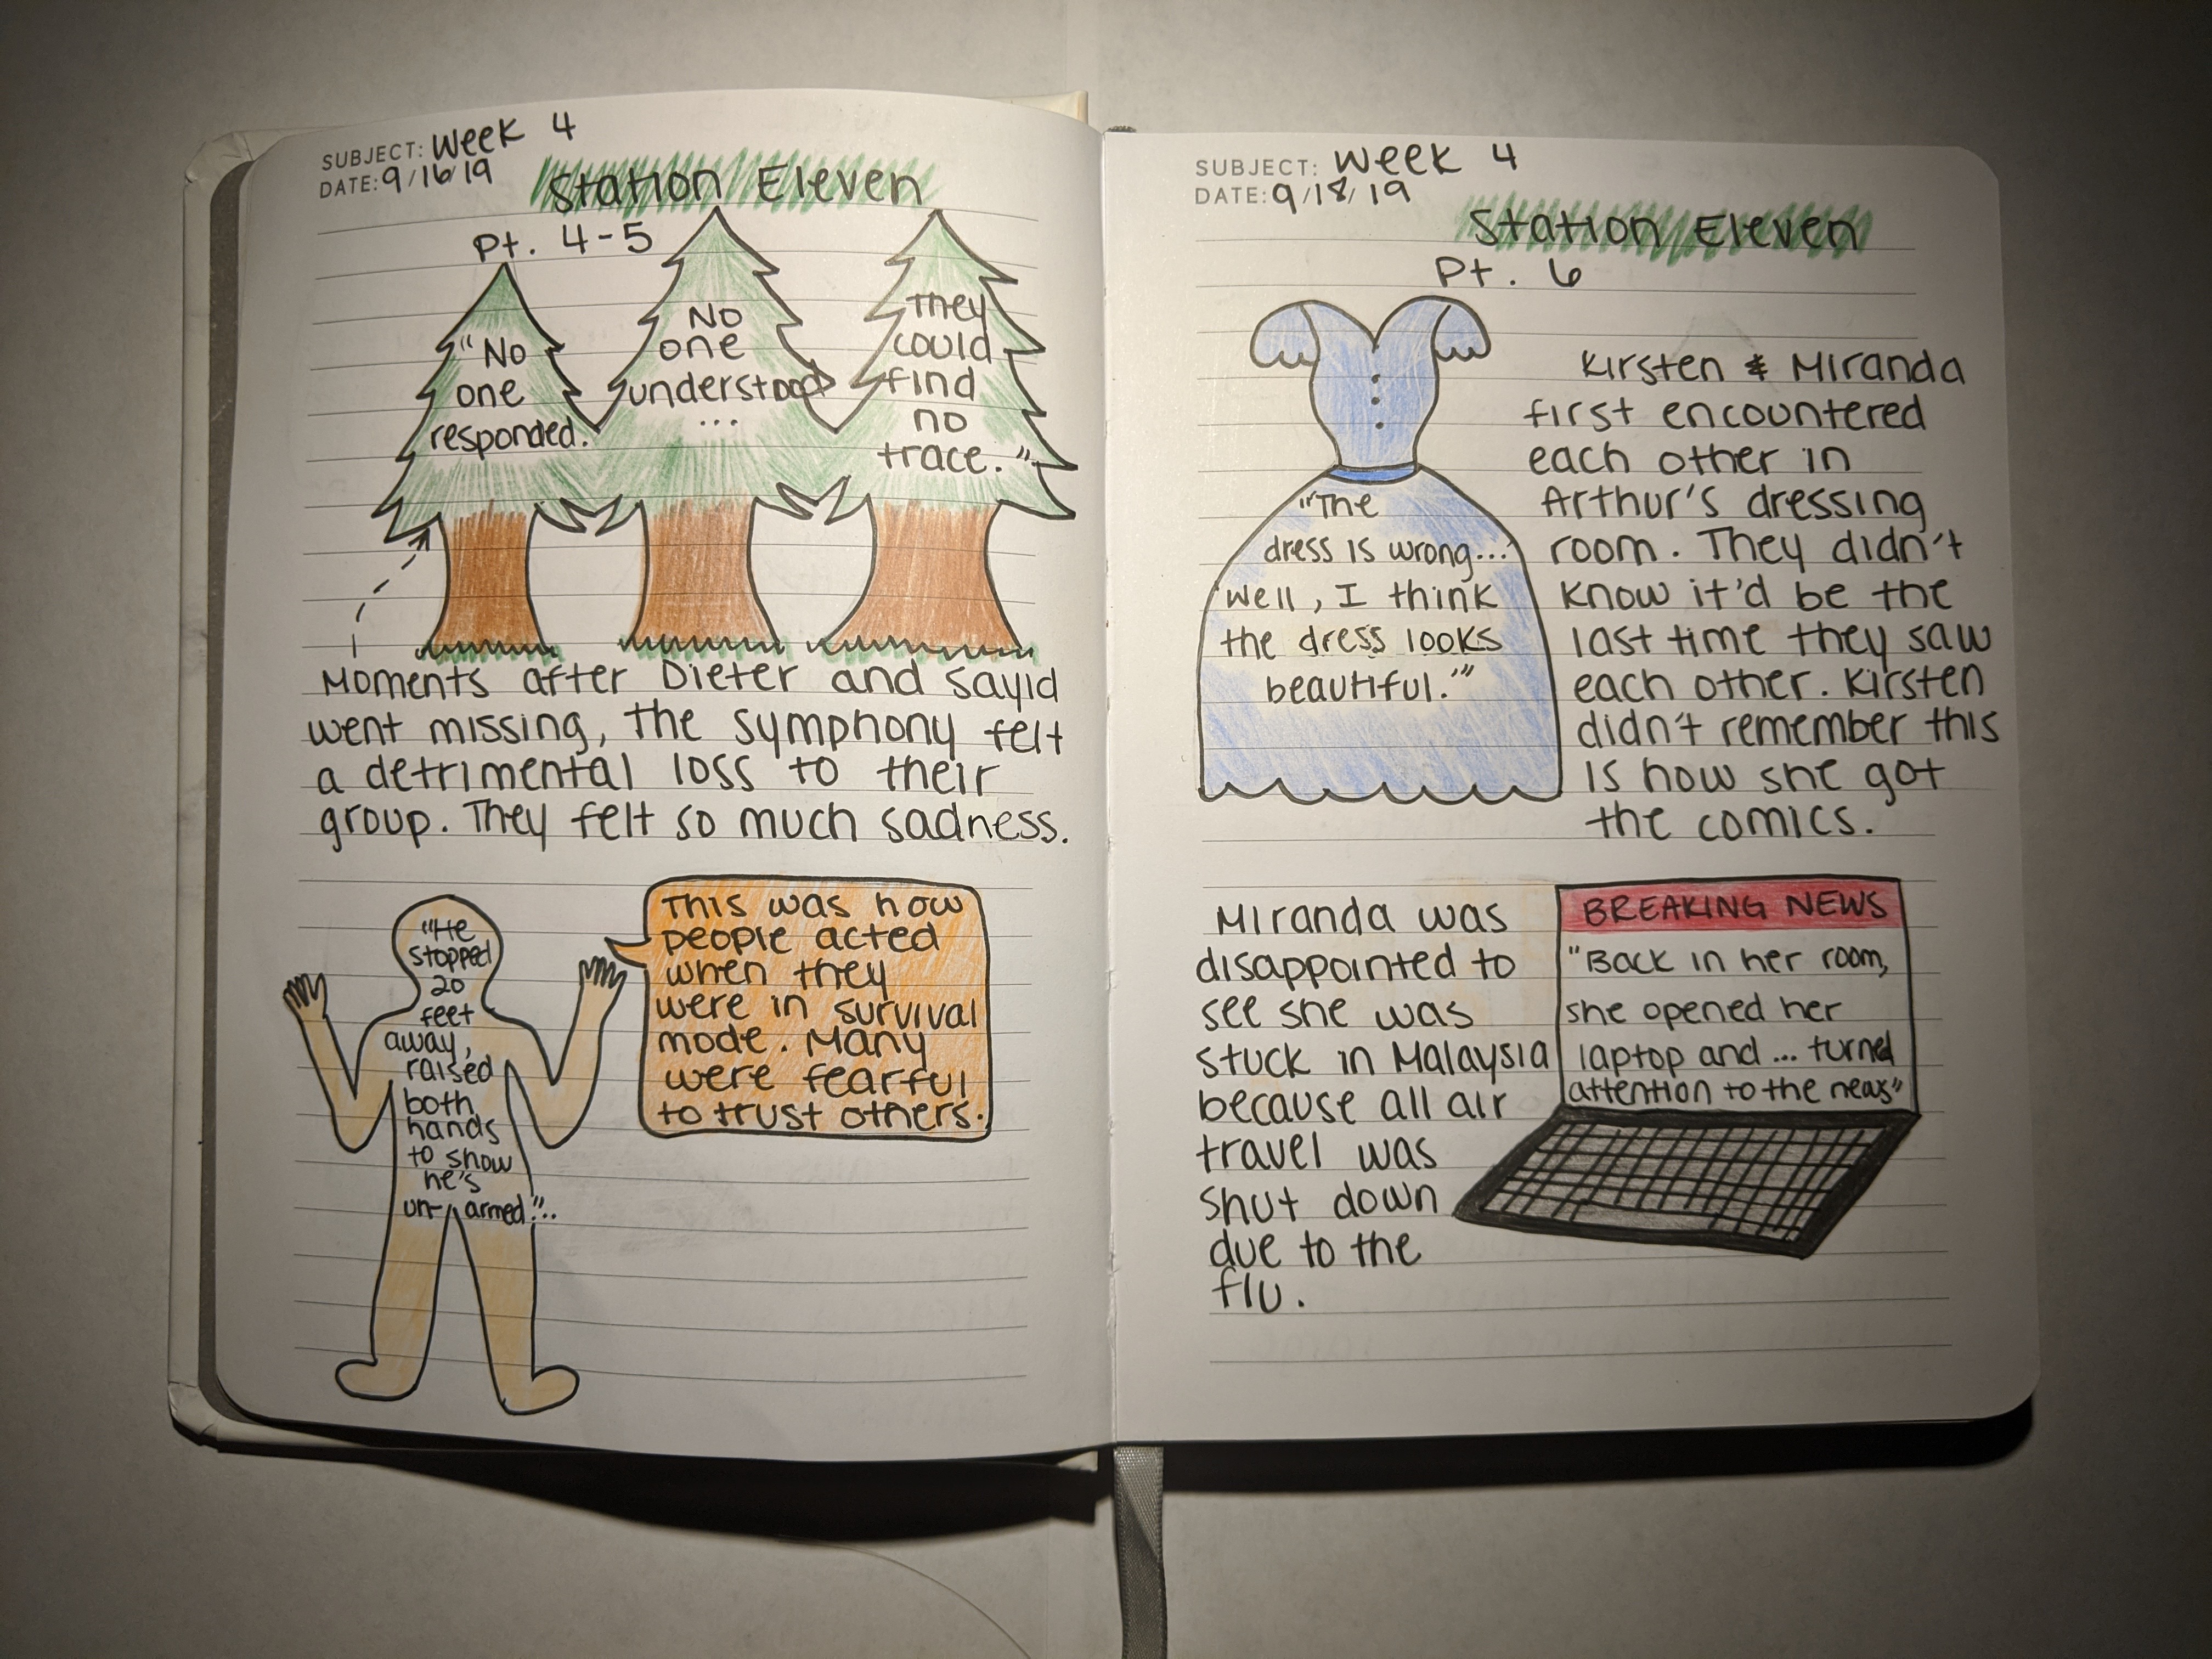 SUBJECT: Week 4
DATE: 9/16/19
Station Eleven
Pt. 4-5
"No
one
responded.
No
one
understood
...
They
could
find
no
trace."
Moments after Dieter and Sayid
went missing, the symphony felt
a detrimental loss to their
group. They felt so much sadness.
"He
stopped
20
feet
away,
raised
both
hands
to show
he's
un-armed"..
This was how
people acted
when they
were in survival
mode. Many
were fearful
to trust others.
SUBJECT: Week 4
DATE: 9/18/19
Station Eleven
Pt. 6
"'The
dress is wrong...'
'Well, I think
the dress looks
beautiful.'"
Kirsten & Miranda
first encountered
each other in
Arthur's dressing
room. They didn't
know it'd be the
last time they saw
each other. Kirsten
didn't remember this
is how she got
the comics.
Miranda was
disappointed to
see she was
stuck in Malaysia
because all air
travel was
shut down
due to the
flu.
BREAKING NEWS
"Back in her room,
she opened her
laptop and... turned
attention to the news"